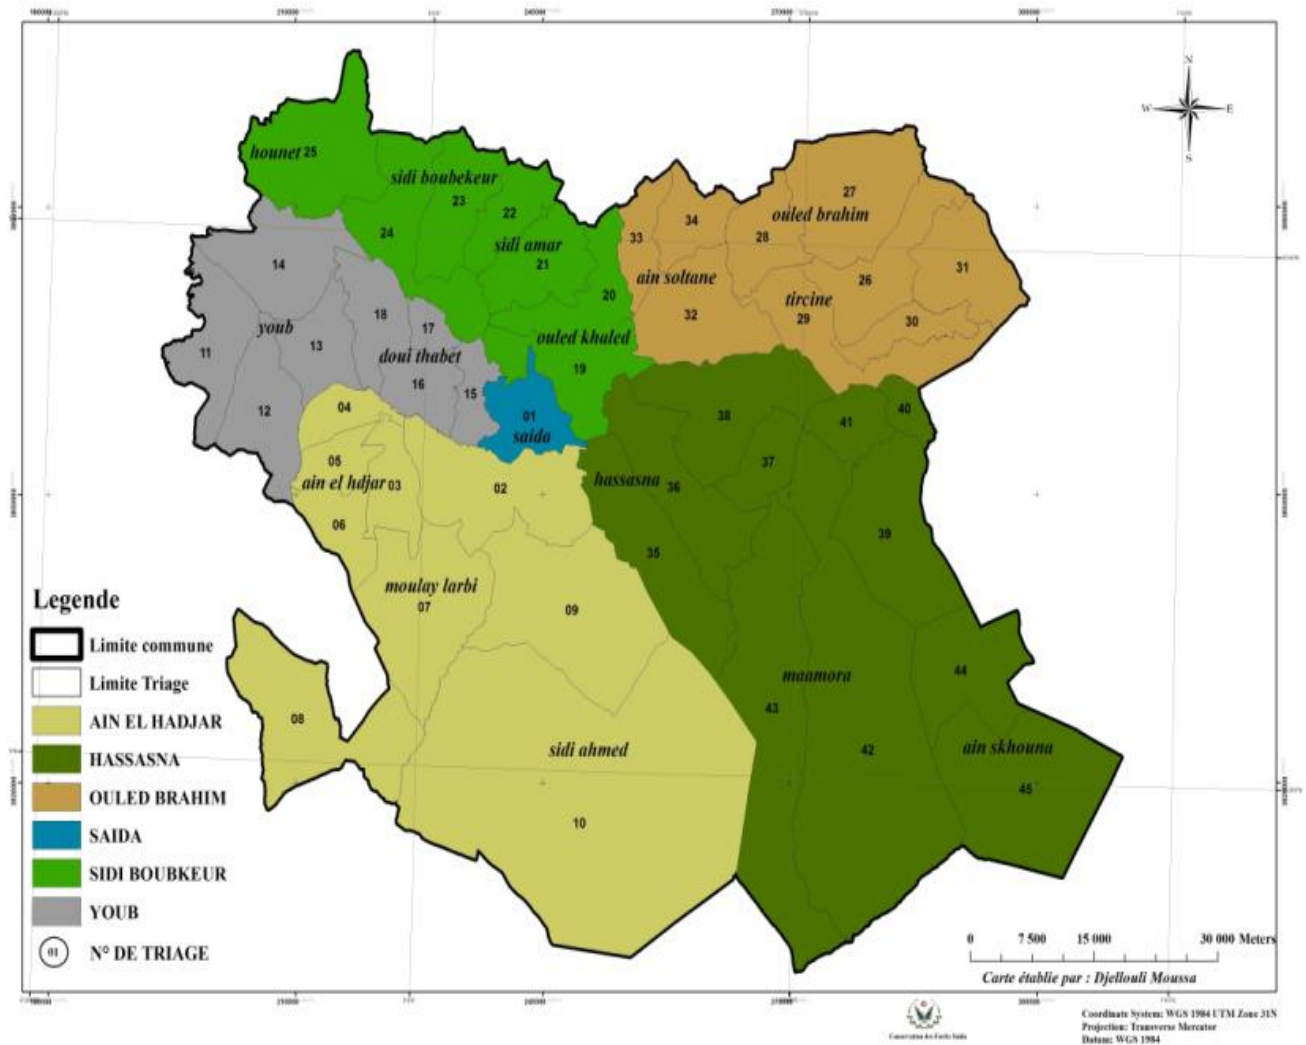 N
W E
S
hounet 25
sidi boubekeur
23
22
24
sidi amar
21
20
ouled khaled
19
27
ouled brahim
34
33
28
ain soltane
26
31
tircine
32
29
30
14
18
17
youb
13
11
doui thabet
16
15
12
01
saida
04
05
ain el hdjar 03
02
06
moulay larbi
07
09
08
sidi ahmed
10
38
41
40
37
hassasna
36
35
39
maamora
43
44
42
ain skhouna
45
Legende
Limite commune
Limite Triage
AIN EL HADJAR
HASSASNA
OULED BRAHIM
SAIDA
SIDI BOUBKEUR
YOUB
01 N° DE TRIAGE
0 7 500 15 000 30 000 Meters
Carte établie par : Djellouli Moussa
Conservation des Forêts Saida
Coordinate System: WGS 1984 UTM Zone 31N
Projection: Transverse Mercator
Datum: WGS 1984